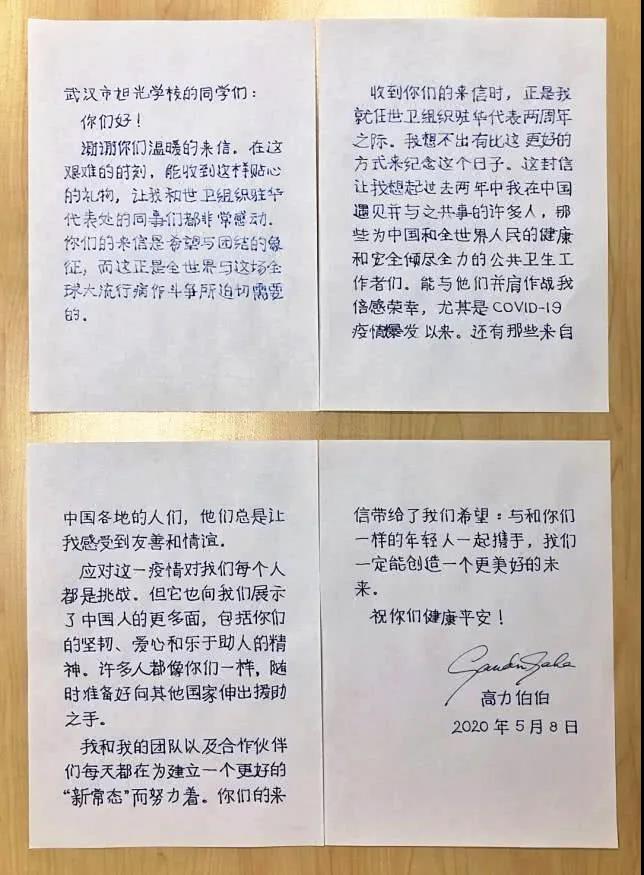 武汉市旭光学校的同学们：
你们好！
谢谢你们温暖的来信。在这
艰难的时刻，能收到这样贴心
的礼物，让我和世卫组织驻华
代表处的同事们都非常感动。
你们的来信是希望与团结的象
征，而这正是全世界与这场全
球大流行病作斗争所迫切需要
的。
收到你们的来信时，正是我
就任世卫组织驻华代表两周年
之际。我想不出有比这更好的
方式来纪念这个日子。这封信
让我想起过去两年中我在中国
遇见并与之共事的许多人，那
些为中国和全世界人民的健康
和安全倾尽全力的公共卫生工
作者们。能与他们并肩作战我
倍感荣幸，尤其是COVID-19
疫情爆发以来。还有那些来自
中国各地的人们，他们总是让
我感受到友善和情谊。
应对这一疫情对我们每个人
都是挑战。但它也向我们展示
了中国人的更多面，包括你们
的坚韧、爱心和乐于助人的精
神。许多人都像你们一样，随
时准备好向其他国家伸出援助
之手。
我和我的团队以及合作伙伴
们每天都在为建立一个更好的
“新常态”而努力着。你们的来
信带给了我们希望：与和你们
一样的年轻人一起携手，我们
一定能创造一个更美好的未
来。
祝你们健康平安！
高力伯伯
2020年5月8日